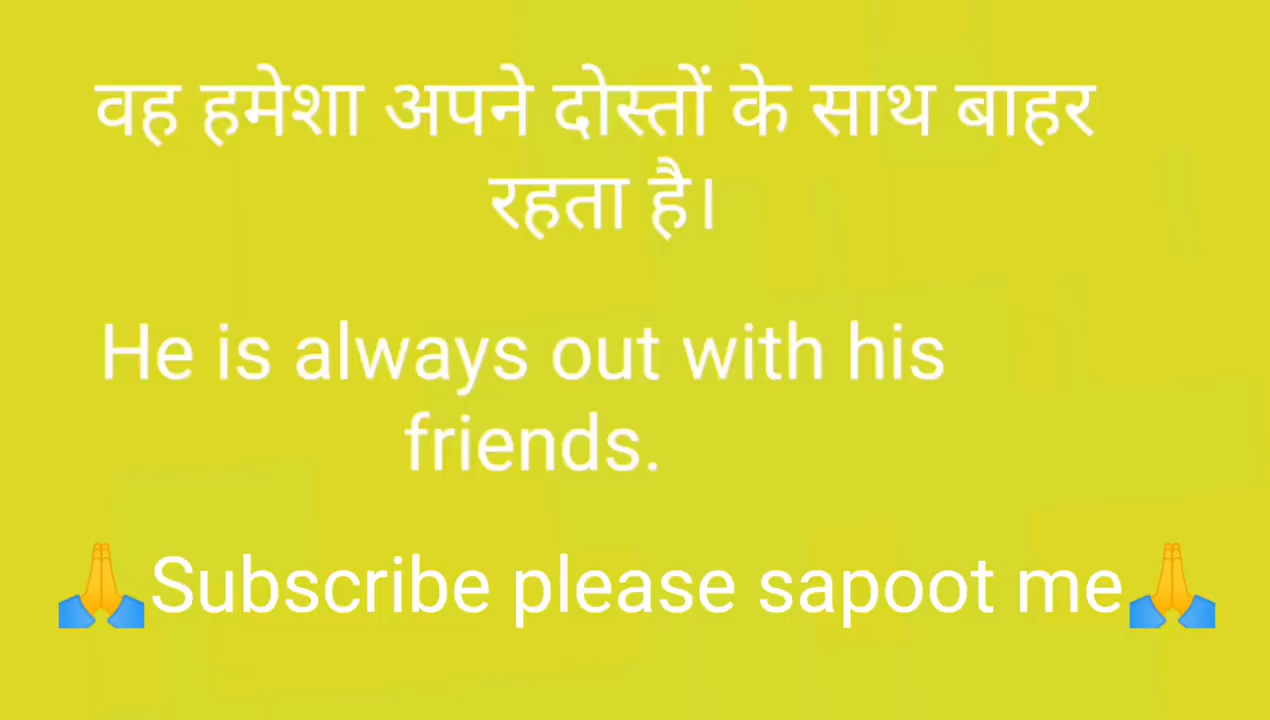 वह हमेशा अपने दोस्तों के साथ बाहर
रहता है।
He is always out with his
friends.
🙏Subscribe please sapoot me🙏